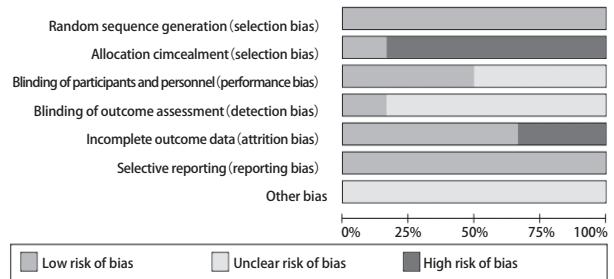 Random sequence generation (selection bias)
Allocation cimcealment (selection bias)
Blinding of participants and personnel (performance bias)
Blinding of outcome assessment (detection bias)
Incomplete outcome data (attrition bias)
Selective reporting (reporting bias)
Other bias
0% 25% 50% 75% 100%
Low risk of bias Unclear risk of bias High risk of bias